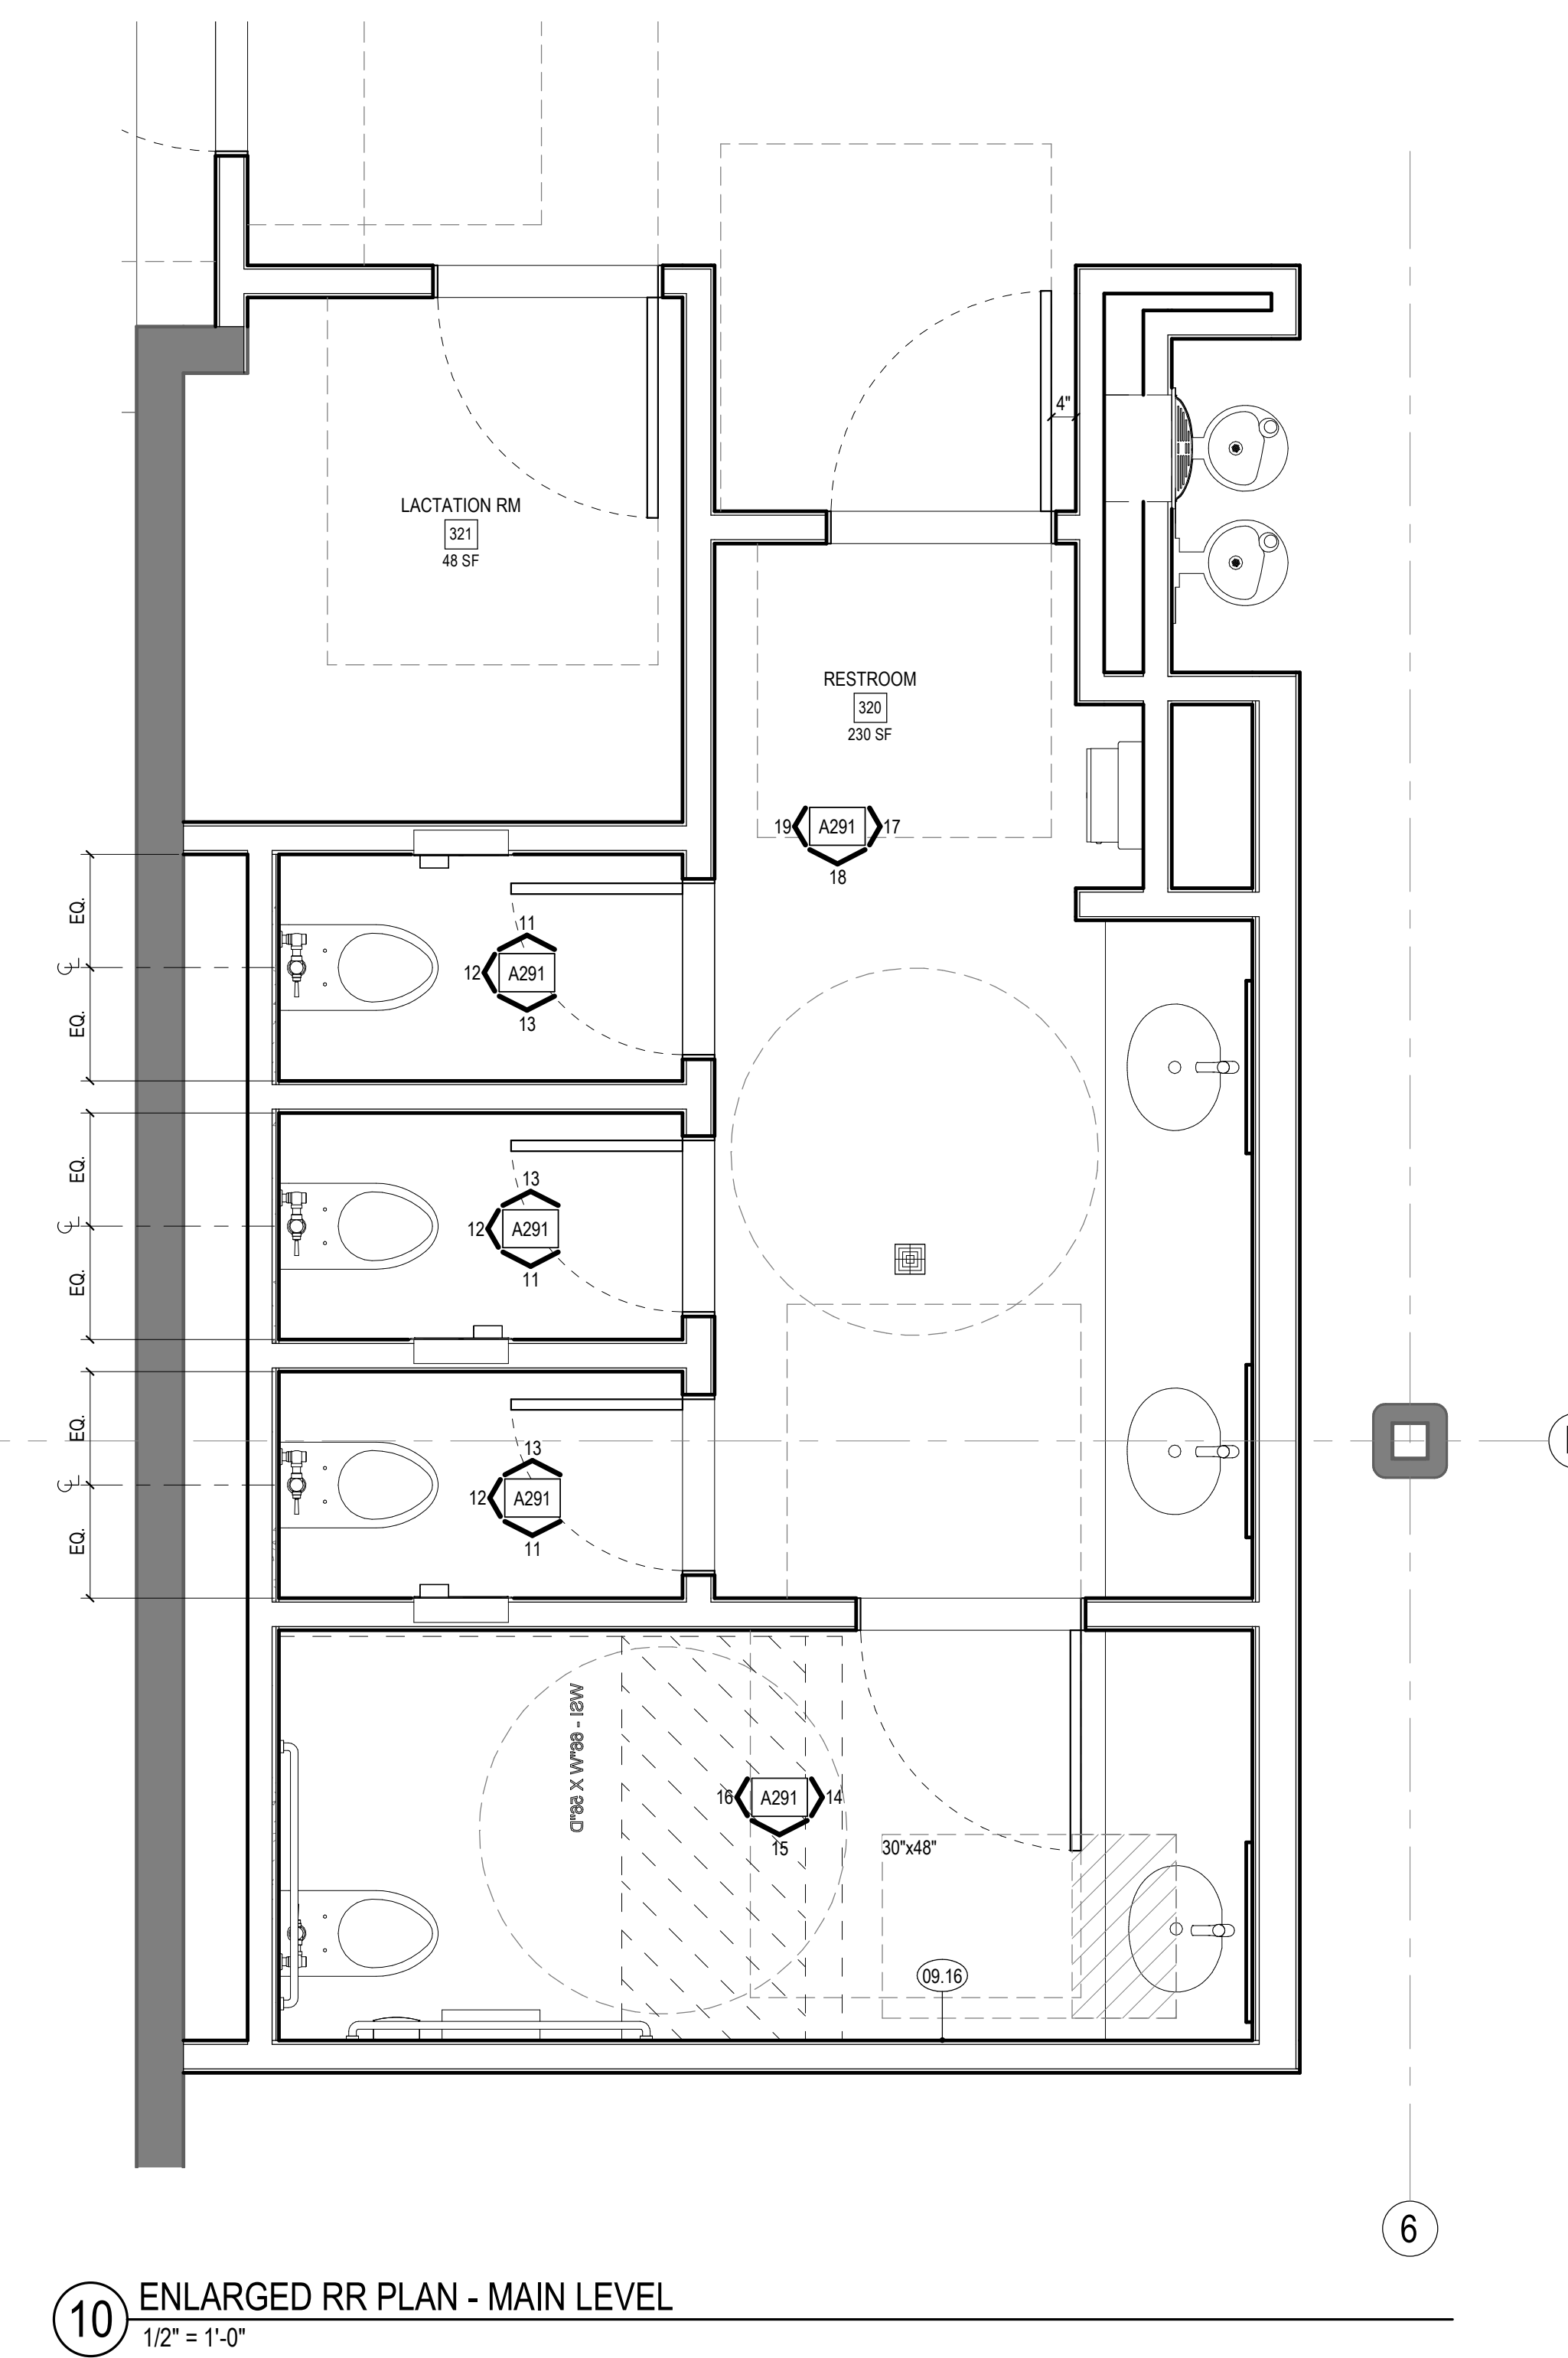 4"
LACTATION RM
321
48 SF
RESTROOM
320
230 SF
19 A291 17
18
EQ.
11
12 A291
13
EQ.
EQ.
13
12 A291
11
EQ.
EQ.
13
12 A291
11
EQ.
WSI - 66"W X 56"D
16 A291 14
15
30"x48"
09.16
6
10
ENLARGED RR PLAN - MAIN LEVEL
1/2" = 1'-0"